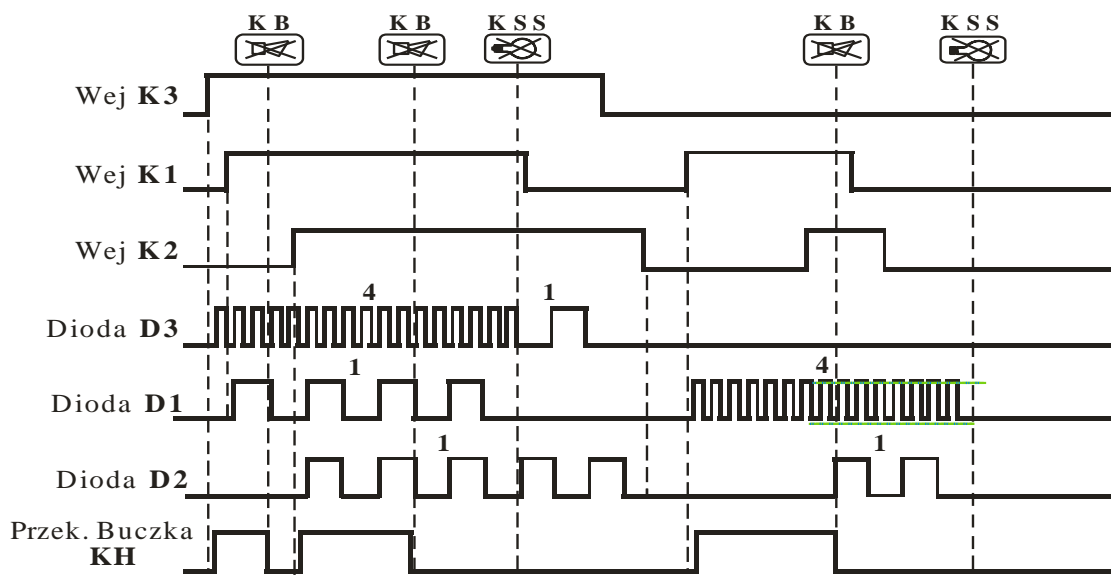 K B K B K S S K B K S S
Wej K3
Wej K1
Wej K2
4 1
Dioda D3
1 4
Dioda D1
1 1
Dioda D2
Przek. Buczka
KH